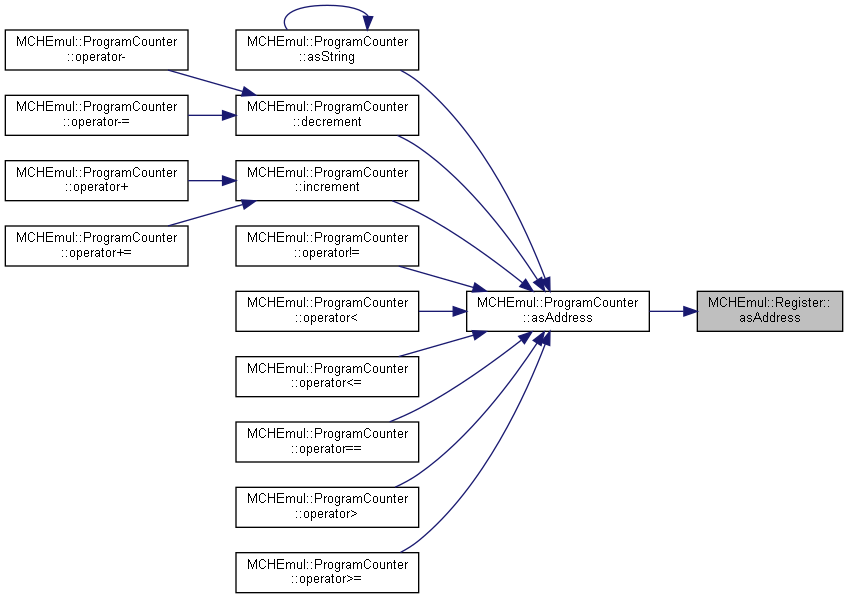 MCHEmul::ProgramCounter
::operator-
MCHEmul::ProgramCounter
::operator-=
MCHEmul::ProgramCounter
::operator+
MCHEmul::ProgramCounter
::operator+=
MCHEmul::ProgramCounter
::asString
MCHEmul::ProgramCounter
::decrement
MCHEmul::ProgramCounter
::increment
MCHEmul::ProgramCounter
::operator!=
MCHEmul::ProgramCounter
::operator<
MCHEmul::ProgramCounter
::operator<=
MCHEmul::ProgramCounter
::operator==
MCHEmul::ProgramCounter
::operator>
MCHEmul::ProgramCounter
::operator>=
MCHEmul::ProgramCounter
::asAddress
MCHEmul::Register::
asAddress